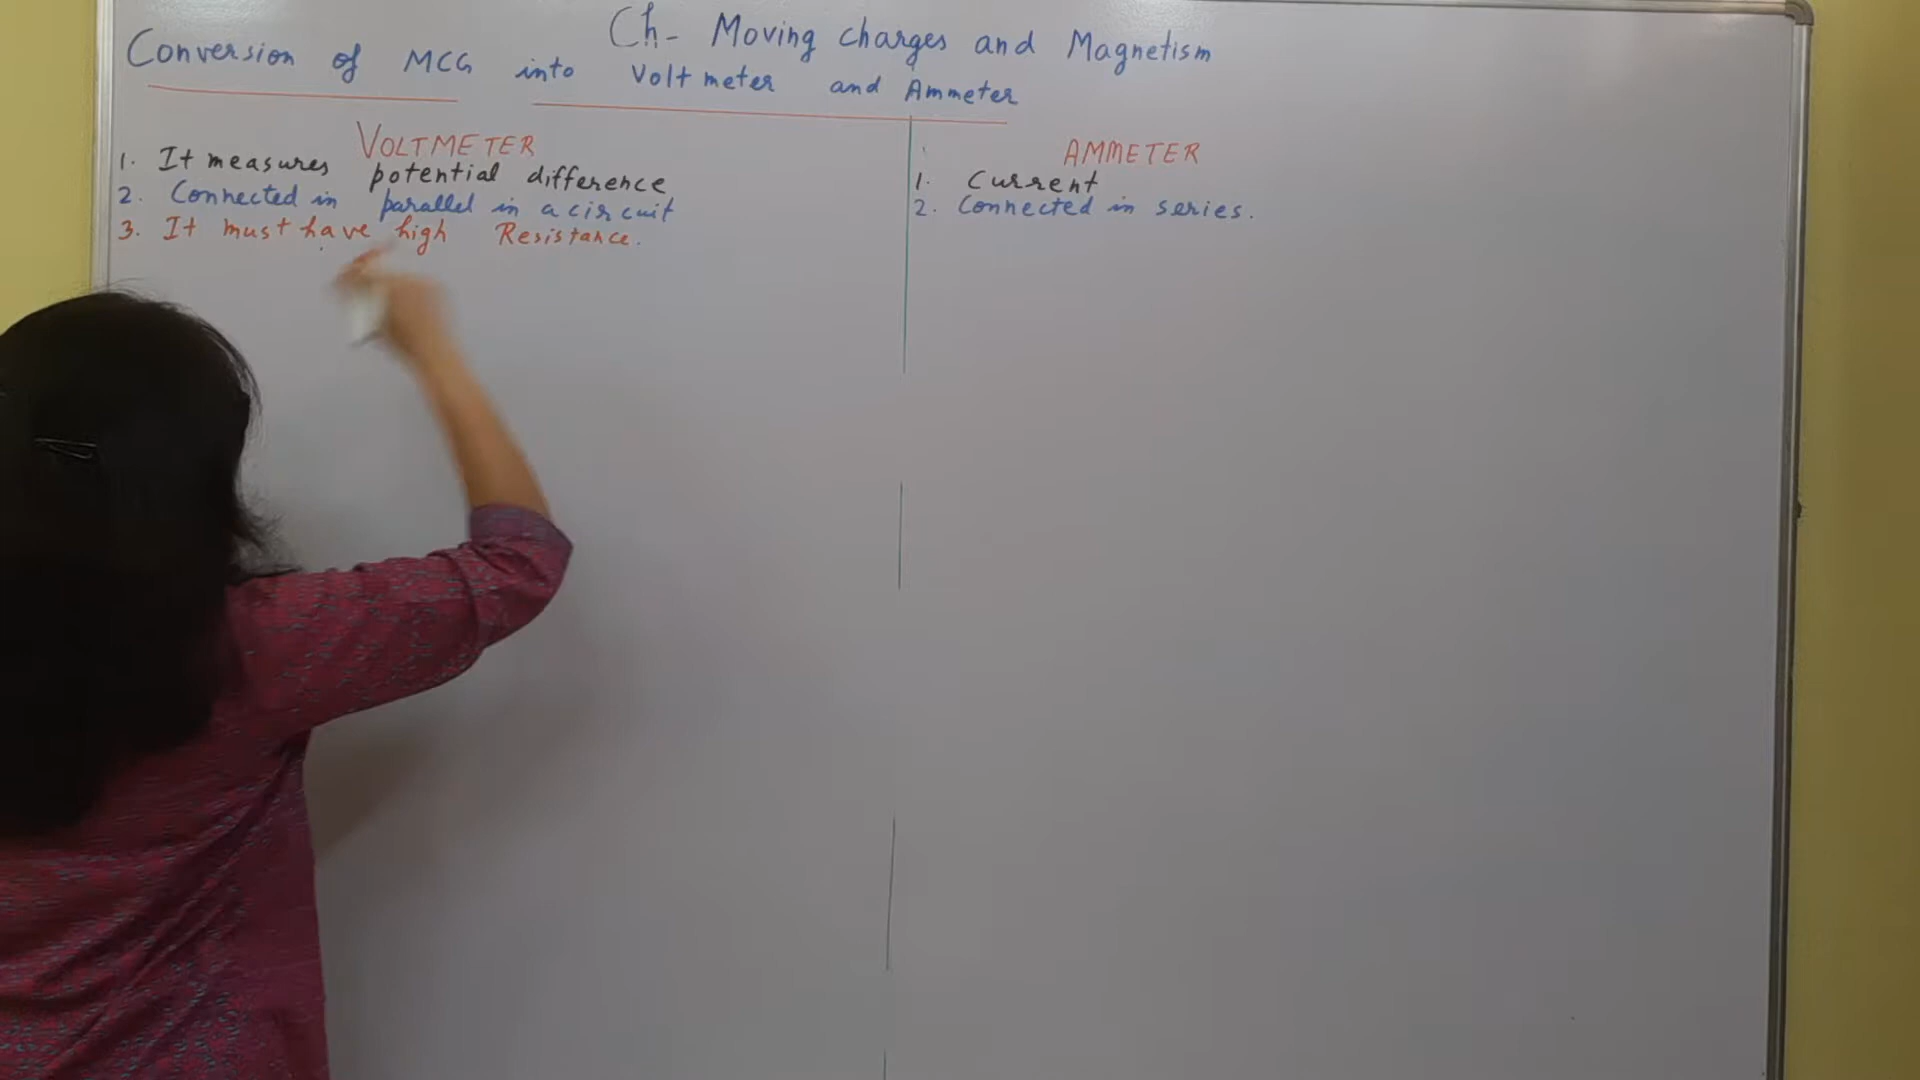 Ch- Moving charges and Magnetism
Conversion of MCG into Voltmeter and Ammeter
VOLTMETER
1. It measures potential difference
2. Connected in parallel in a circuit
3. It must have high Resistance.
AMMETER
1. Current
2. Connected in series.